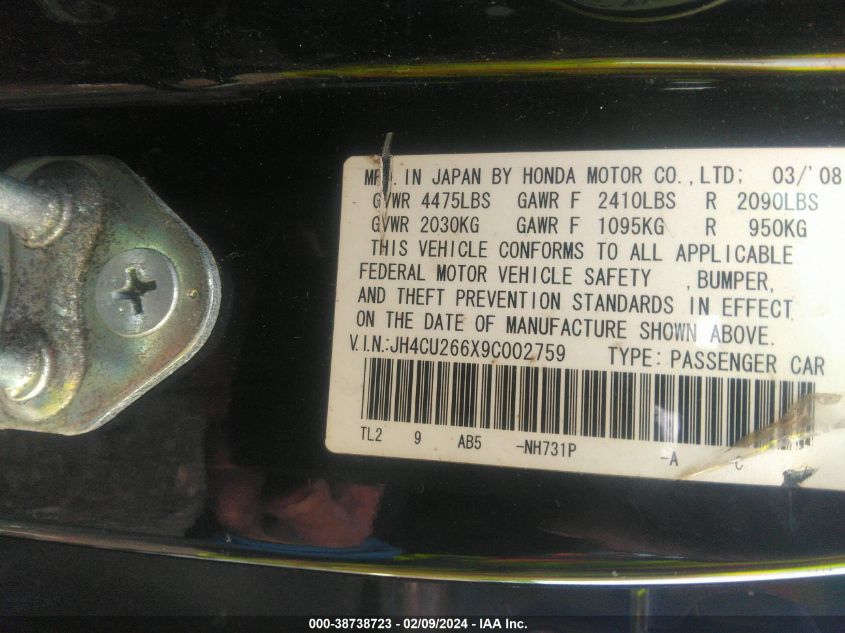 MFD. IN JAPAN BY HONDA MOTOR CO.,LTD; 03/'08
GVWR 4475LBS GAWR F 2410LBS R 2090LBS
GVWR 2030KG GAWR F 1095KG R 950KG
THIS VEHICLE CONFORMS TO ALL APPLICABLE
FEDERAL MOTOR VEHICLE SAFETY ,BUMPER,
AND THEFT PREVENTION STANDARDS IN EFFECT
ON THE DATE OF MANUFACTURE SHOWN ABOVE.
V.I.N.:JH4CU266X9C002759 TYPE: PASSENGER CAR
TL2 9 AB5 -NH731P -A C
000-38738723 - 02/09/2024 - IAA Inc.